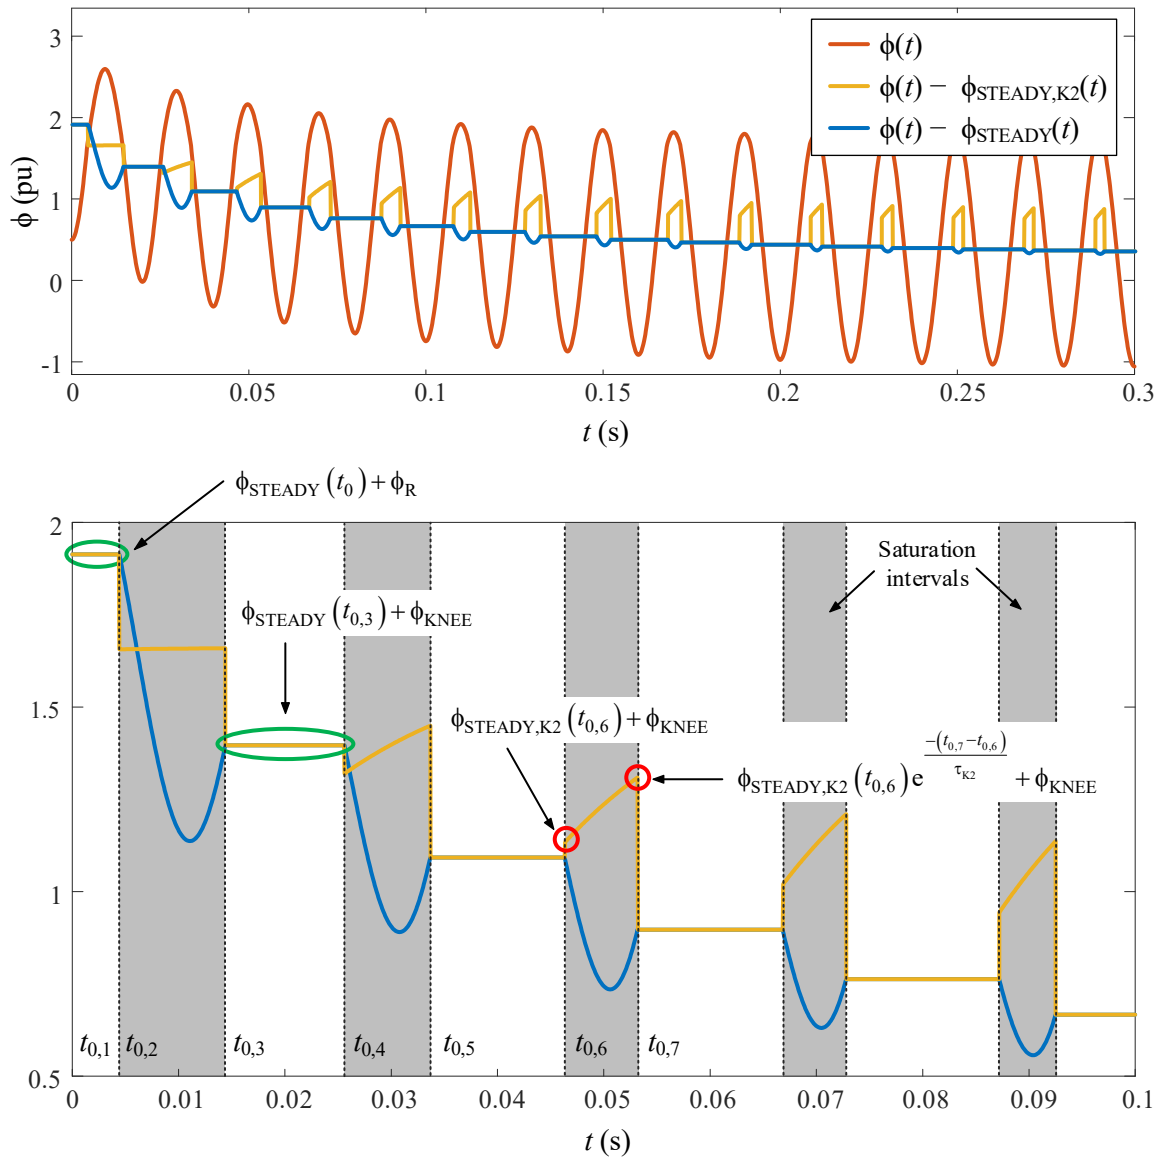 ϕ(t)
ϕ(t) − ϕSTEADY,K2(t)
ϕ(t) − ϕSTEADY(t)
3
2
1
0
-1
ϕ (pu)
0 0.05 0.1 0.15 0.2 0.25 0.3
t (s)
ϕSTEADY(t0) + ϕR
2
Saturation
intervals
ϕSTEADY(t0,3) + ϕKNEE
1.5
ϕSTEADY,K2(t0,6) + ϕKNEE
ϕSTEADY,K2(t0,6)e^(−(t0,7−t0,6)/τK2) + ϕKNEE
1
t0,1 t0,2 t0,3 t0,4 t0,5 t0,6 t0,7
0.5
0 0.01 0.02 0.03 0.04 0.05 0.06 0.07 0.08 0.09 0.1
t (s)